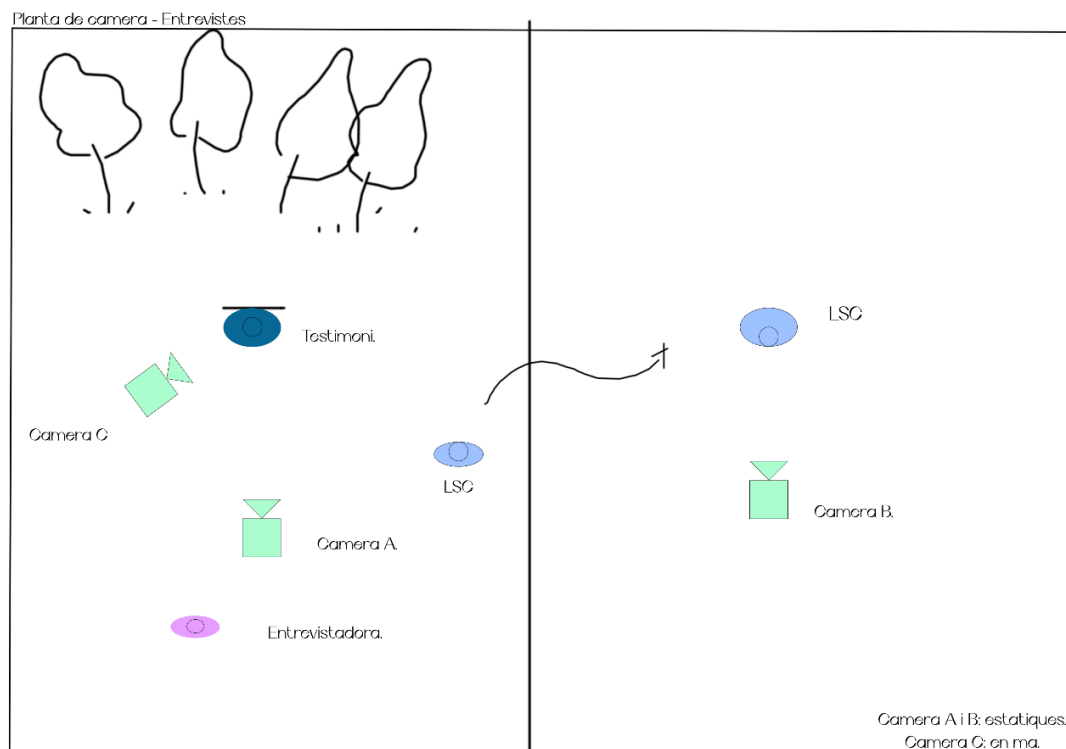 Planta de camera - Entrevistes
LSC
Testimoni.
Camera C
LSC
Camera B.
Camera A.
Entrevistadora.
Camera A i B: estatiques.
Camera C: en ma.